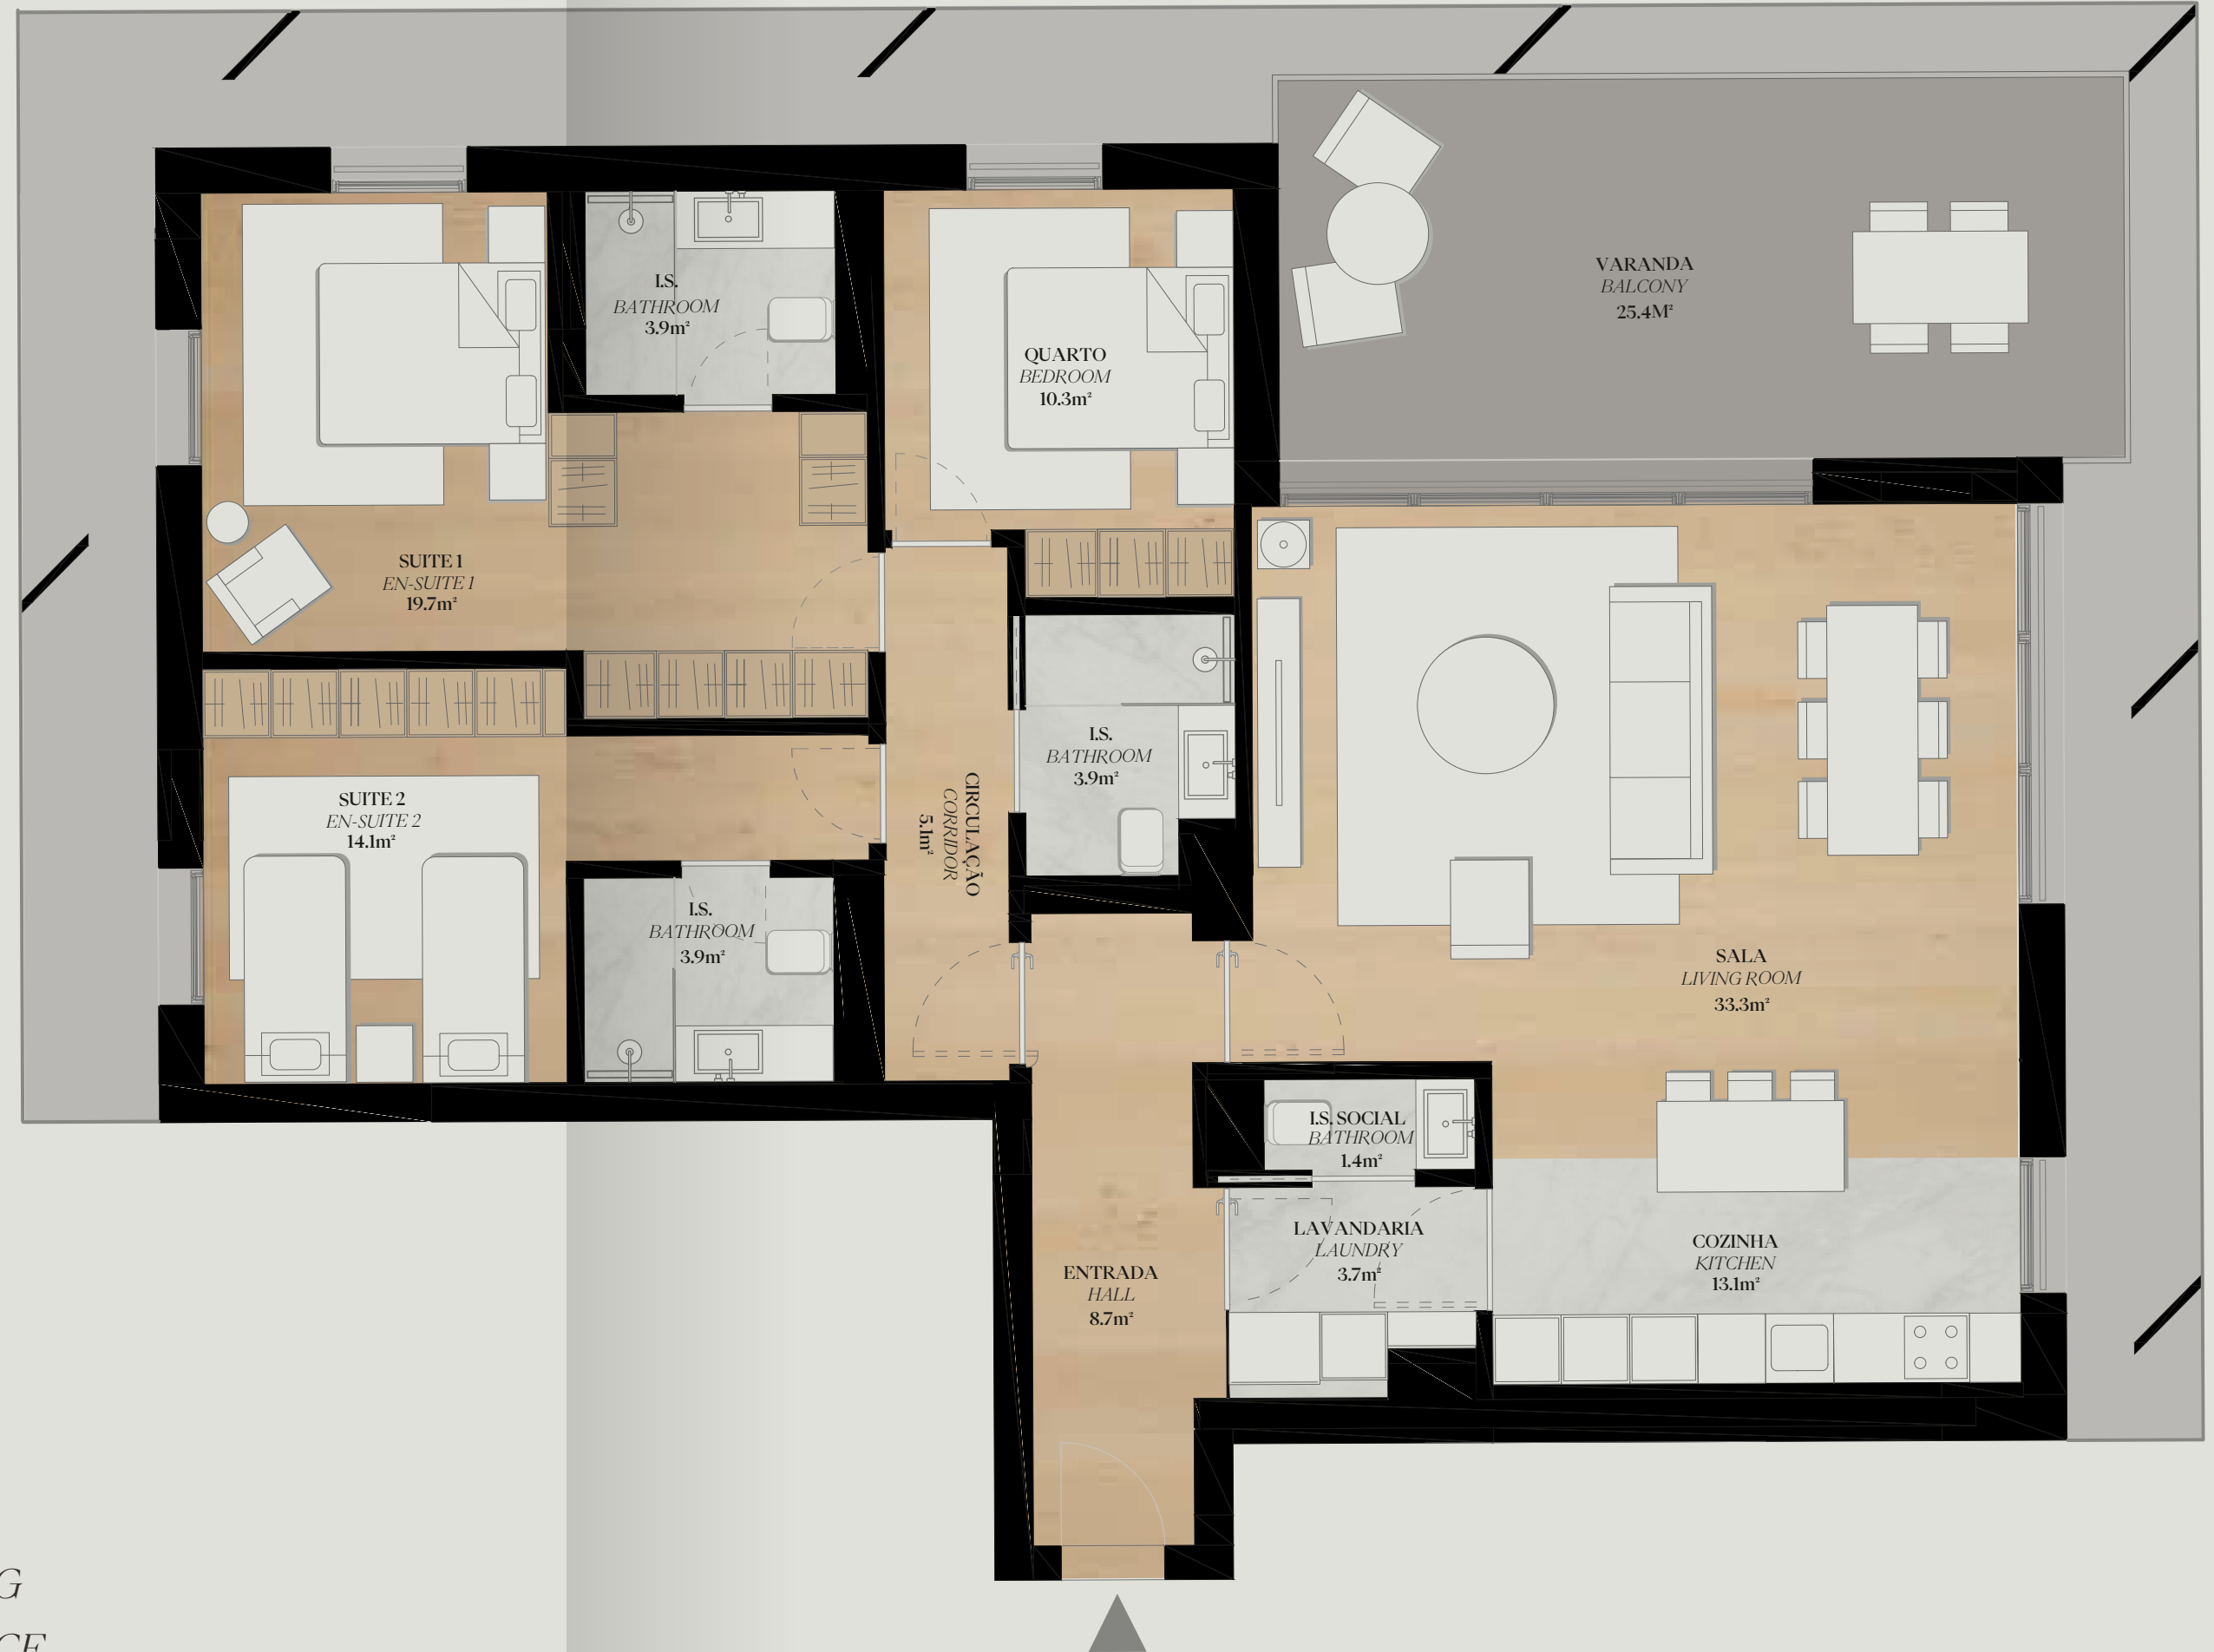 I.S.
BATHROOM
3.9m²
VARANDA
BALCONY
25.4M²
QUARTO
BEDROOM
10.3m²
SUITE 1
EN-SUITE 1
19.7m²
I.S.
BATHROOM
3.9m²
SUITE 2
EN-SUITE 2
14.1m²
CIRCULAÇÃO
CORRIDOR
5.1m²
I.S.
BATHROOM
3.9m²
SALA
LIVING ROOM
33.3m²
I.S. SOCIAL
BATHROOM
1.4m²
LAVANDARIA
LAUNDRY
3.7m²
COZINHA
KITCHEN
13.1m²
ENTRADA
HALL
8.7m²
G
CE